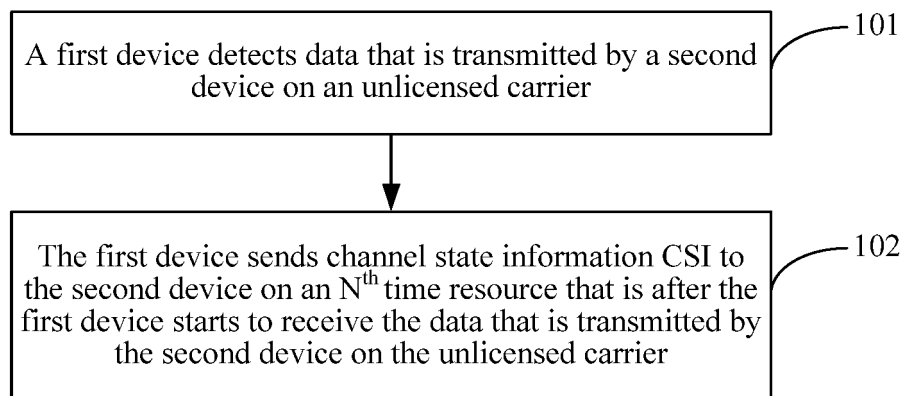 A first device detects data that is transmitted by a second
device on an unlicensed carrier
101
The first device sends channel state information CSI to
the second device on an Nth time resource that is after the
first device starts to receive the data that is transmitted by
the second device on the unlicensed carrier
102